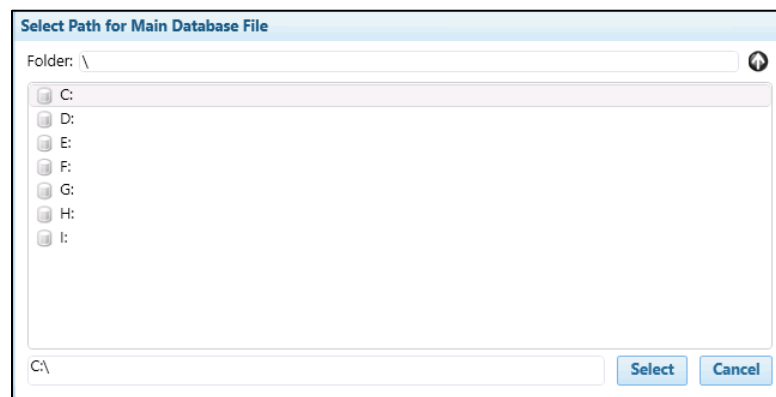 Select Path for Main Database File
Folder: \
C:
D:
E:
F:
G:
H:
I:
C:\ Select Cancel